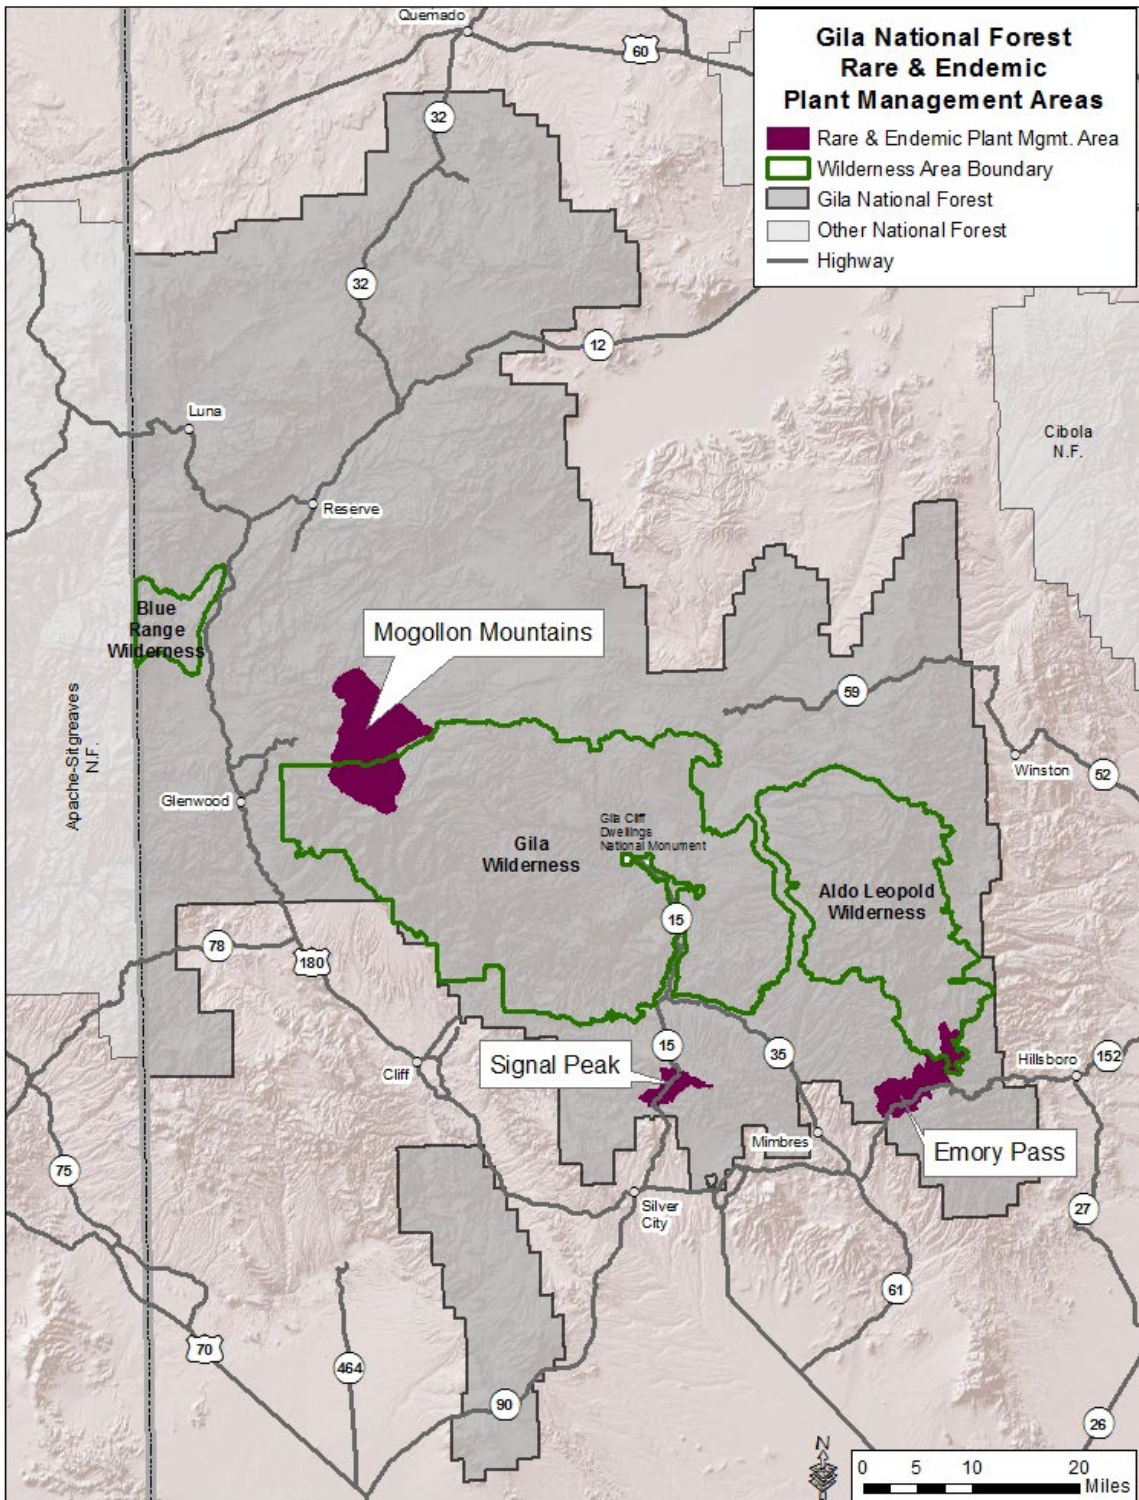 Quemado
60
Gila National Forest
Rare & Endemic
Plant Management Areas
Rare & Endemic Plant Mgmt. Area
Wilderness Area Boundary
Gila National Forest
Other National Forest
Highway
32
32
12
Luna
Cibola
N.F.
Reserve
Blue
Range
Wilderness
Mogollon Mountains
59
Apache-Sitgreaves
N.F.
Winston
52
Glenwood
Gila Cliff
Dwellings
National Monument
Gila
Wilderness
Aldo Leopold
Wilderness
15
78
180
15
35
Signal Peak
Hillsboro
152
Cliff
Mimbres
Emory Pass
75
Silver
City
27
61
70
464
90
26
N
0 5 10 20
Miles